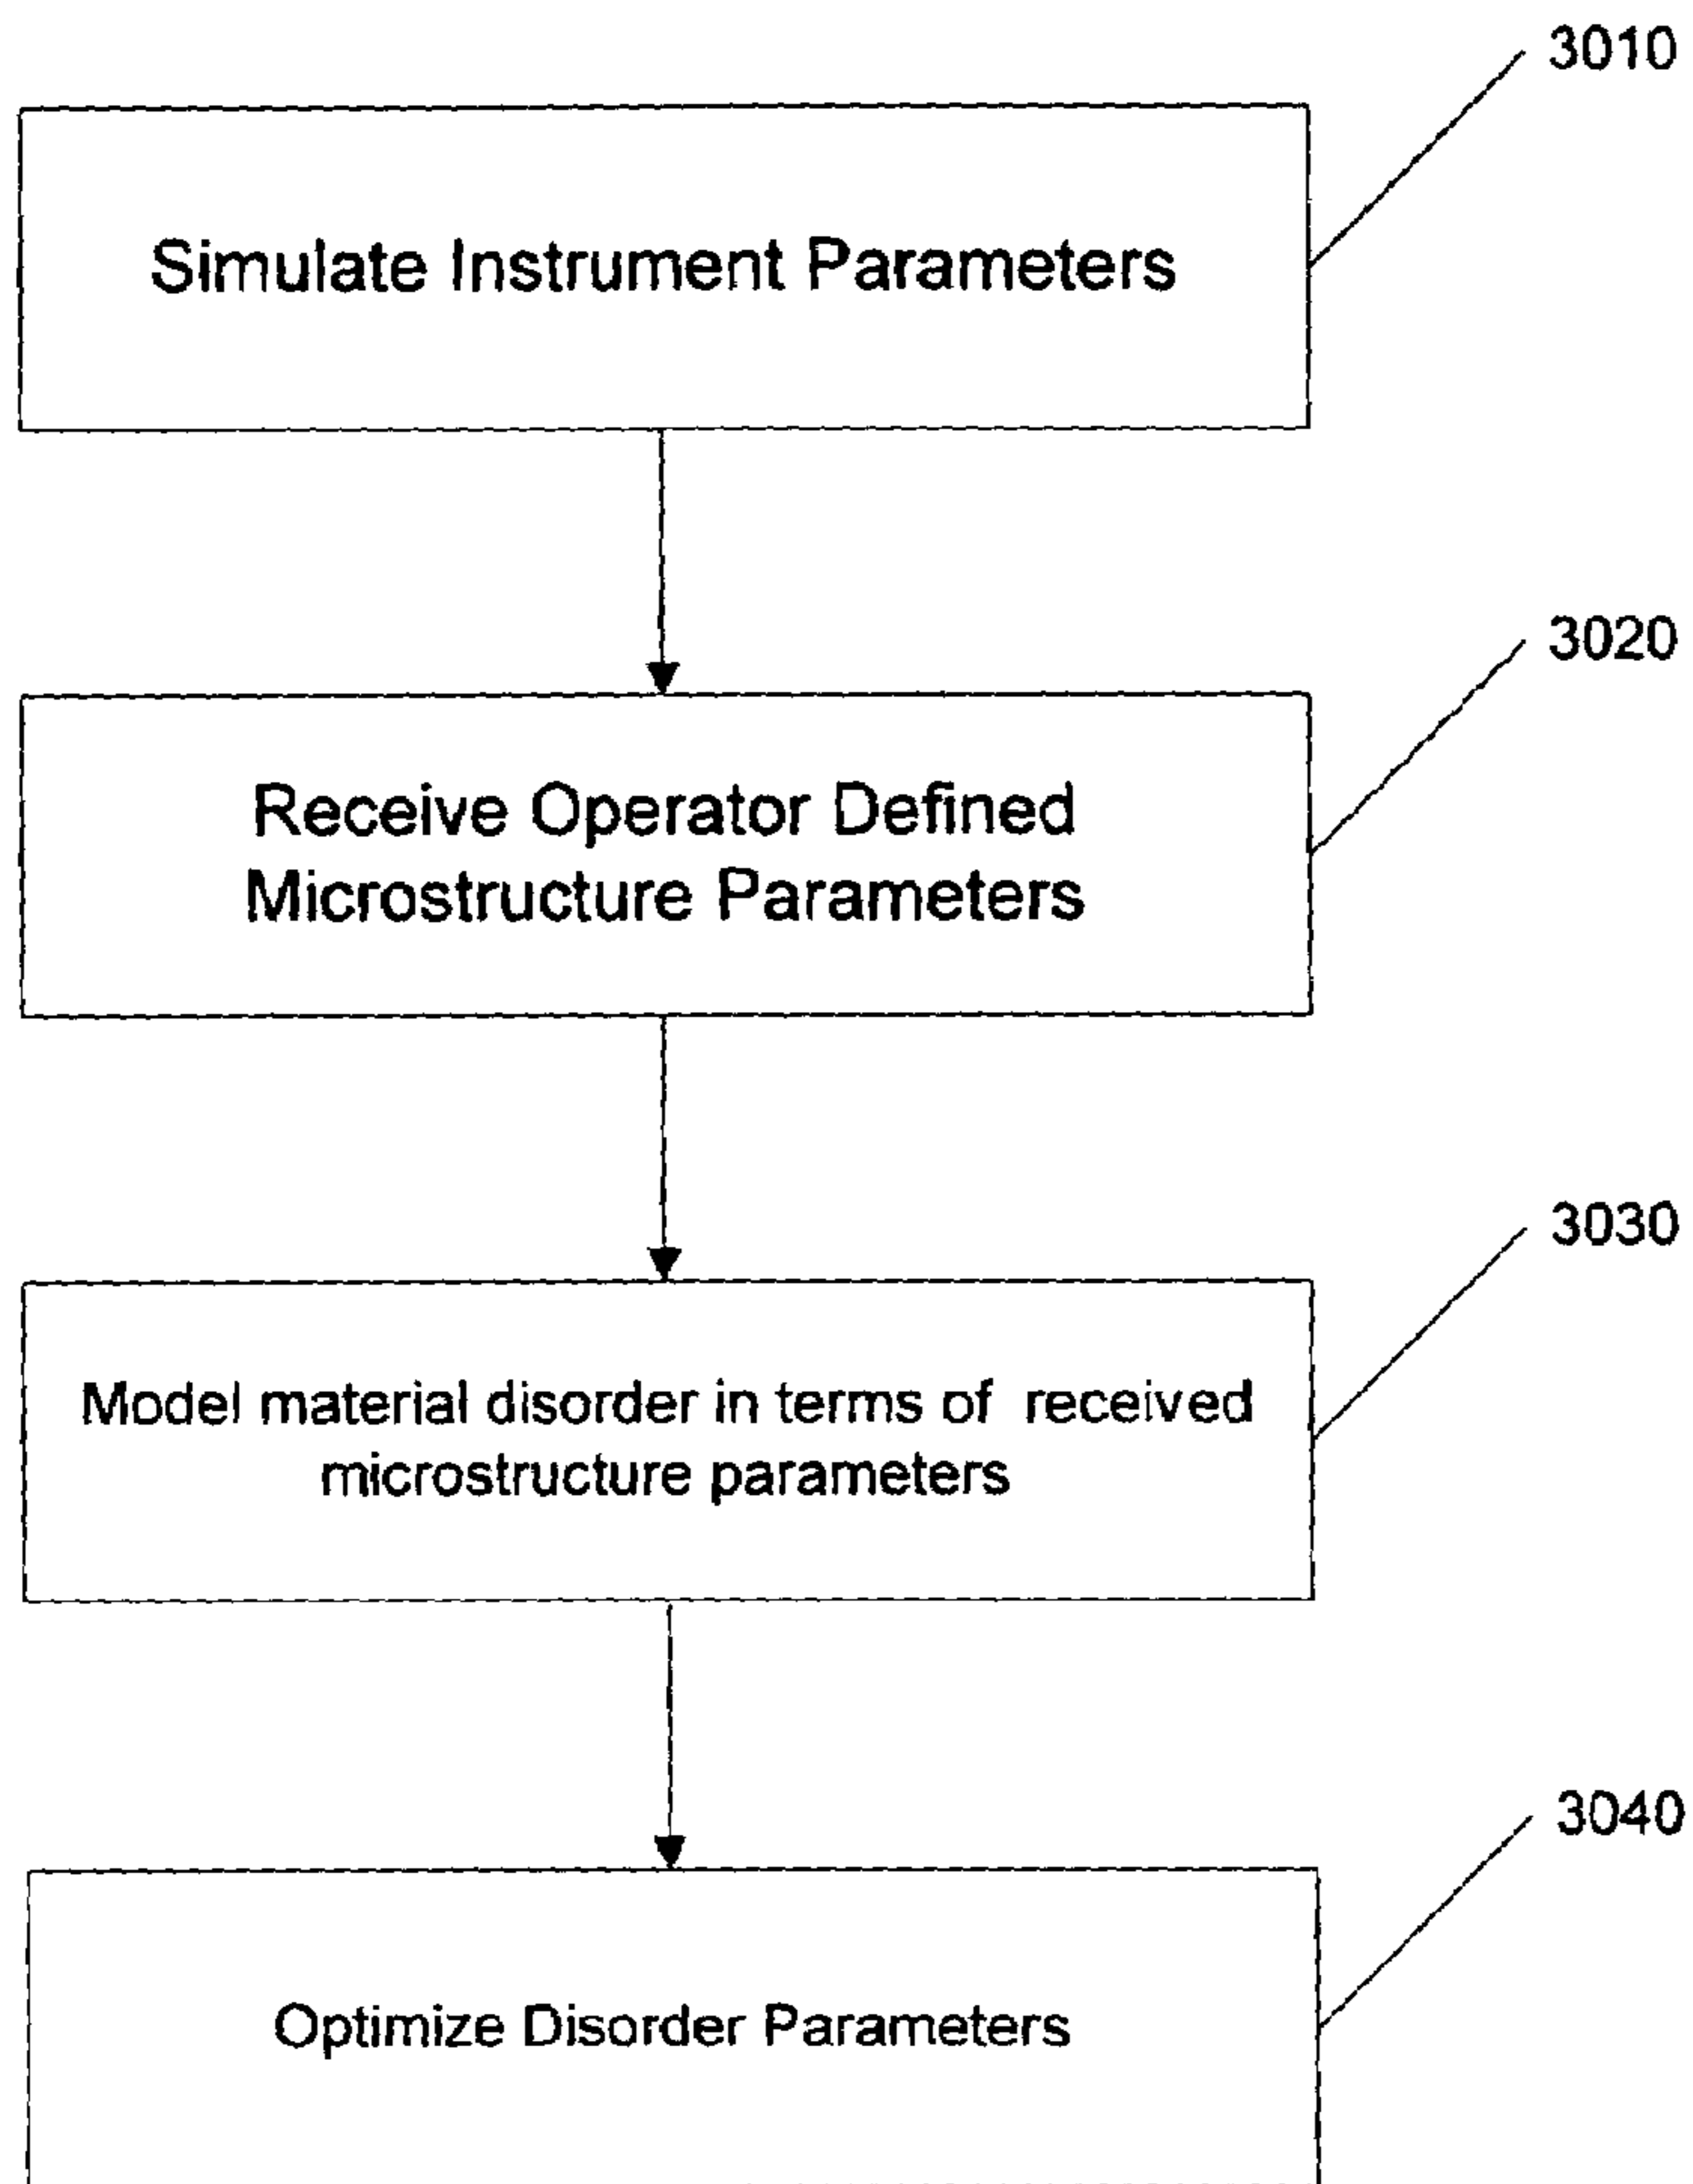 3010
Simulate Instrument Parameters
3020
Receive Operator Defined
Microstructure Parameters
3030
Model material disorder in terms of received
microstructure parameters
3040
Optimize Disorder Parameters